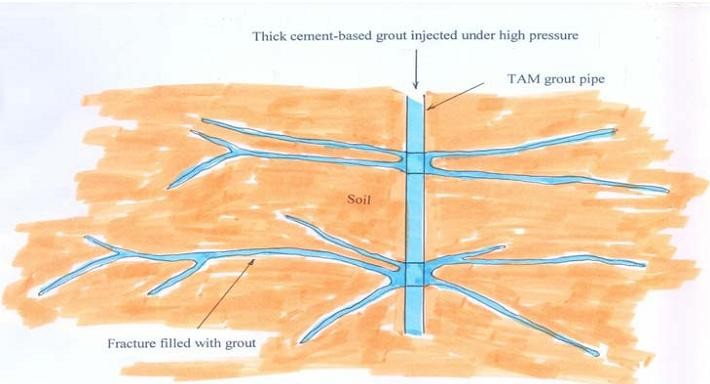 Thick cement-based grout injected under high pressure
TAM grout pipe
Soil
Fracture filled with grout